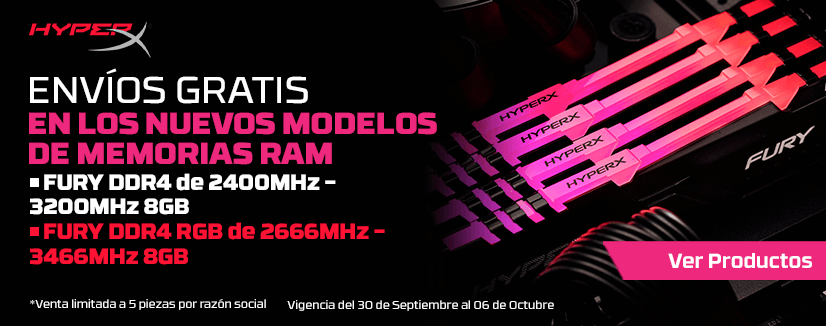 HYPERX
ENVÍOS GRATIS
EN LOS NUEVOS MODELOS
DE MEMORIAS RAM
▪ FURY DDR4 de 2400MHz –
3200MHz 8GB
▪ FURY DDR4 RGB de 2666MHz –
3466MHz 8GB
*Venta limitada a 5 piezas por razón social
Vigencia del 30 de Septiembre al 06 de Octubre
HYPERX
HYPERX
HYPERX
HYPERX
FURY
HYPERX
Ver Productos